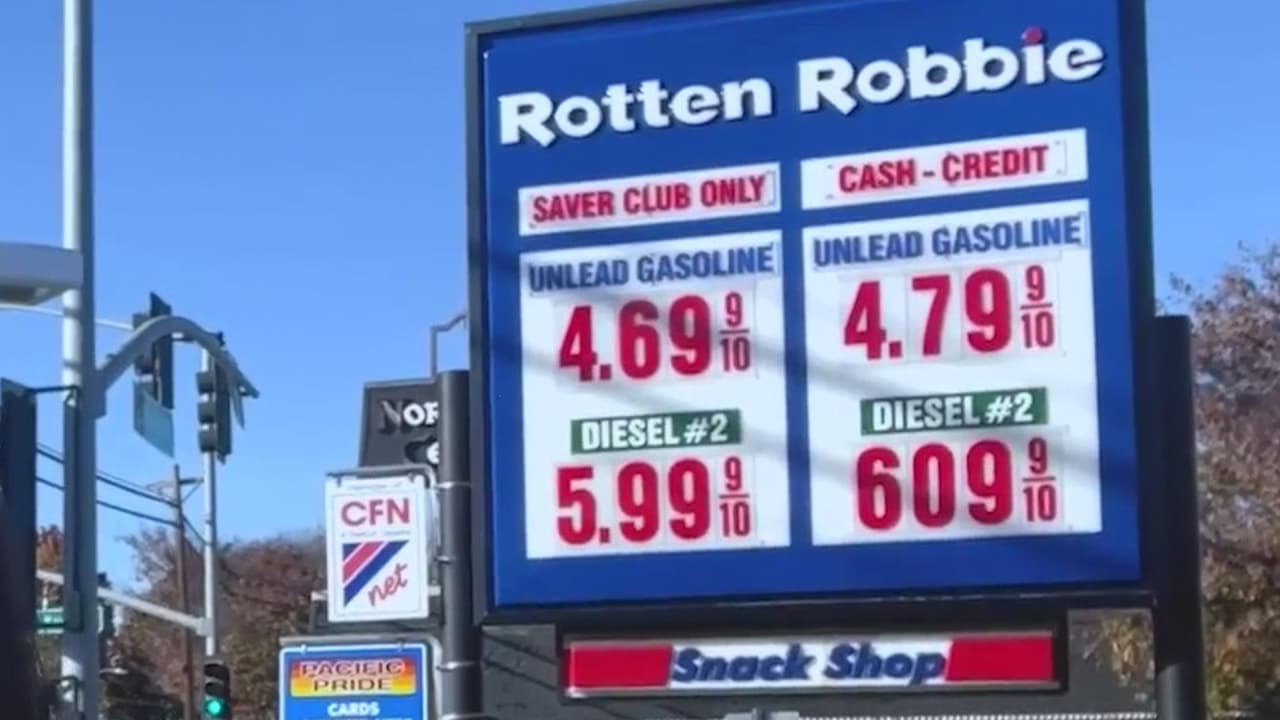 Rotten Robbie
SAVER CLUB ONLY
CASH - CREDIT
UNLEAD GASOLINE
4.69 9/10
UNLEAD GASOLINE
4.79 9/10
DIESEL #2
5.99 9/10
DIESEL #2
609 9/10
Snack Shop
NOR
CFN
net
PACIFIC
PRIDE
CARDS